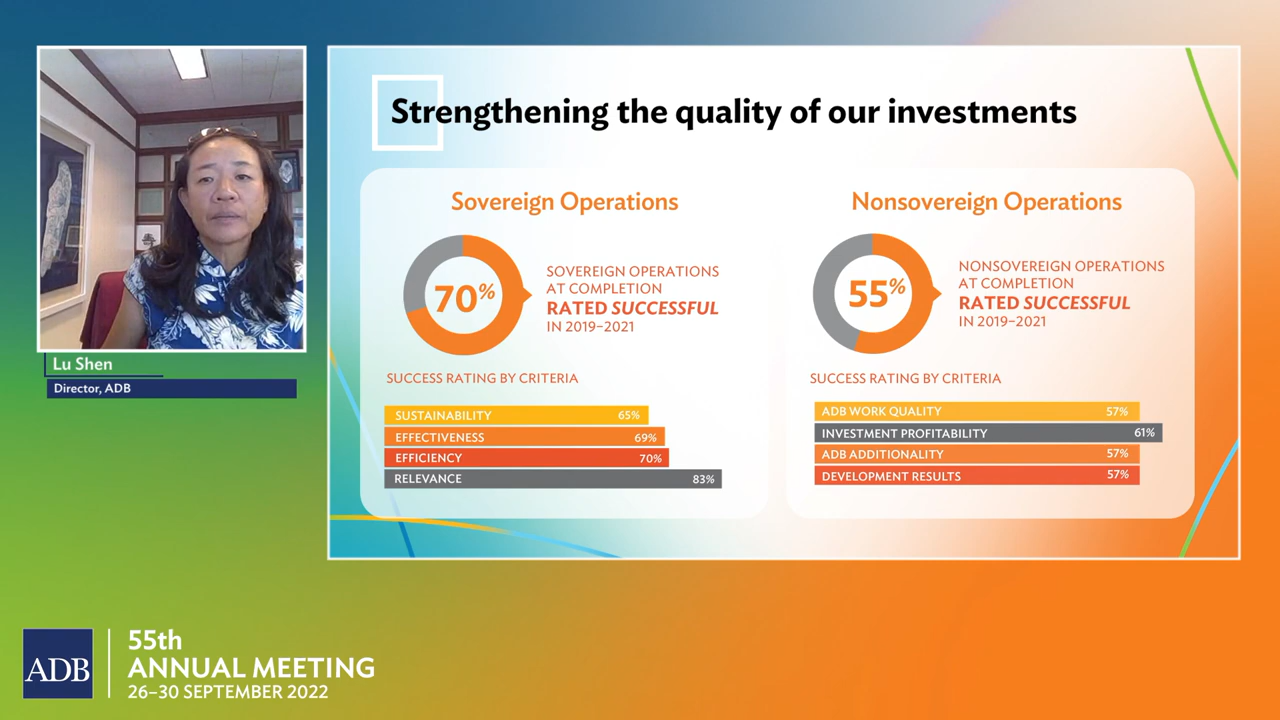 Strengthening the quality of our investments
Sovereign Operations
70%
SOVEREIGN OPERATIONS
AT COMPLETION
RATED SUCCESSFUL
IN 2019–2021
SUCCESS RATING BY CRITERIA
SUSTAINABILITY 65%
EFFECTIVENESS 69%
EFFICIENCY 70%
RELEVANCE 83%
Nonsovereign Operations
55%
NONSOVEREIGN OPERATIONS
AT COMPLETION
RATED SUCCESSFUL
IN 2019–2021
SUCCESS RATING BY CRITERIA
ADB WORK QUALITY 57%
INVESTMENT PROFITABILITY 61%
ADB ADDITIONALITY 57%
DEVELOPMENT RESULTS 57%
Lu Shen
Director, ADB
ADB
55th
ANNUAL MEETING
26–30 SEPTEMBER 2022